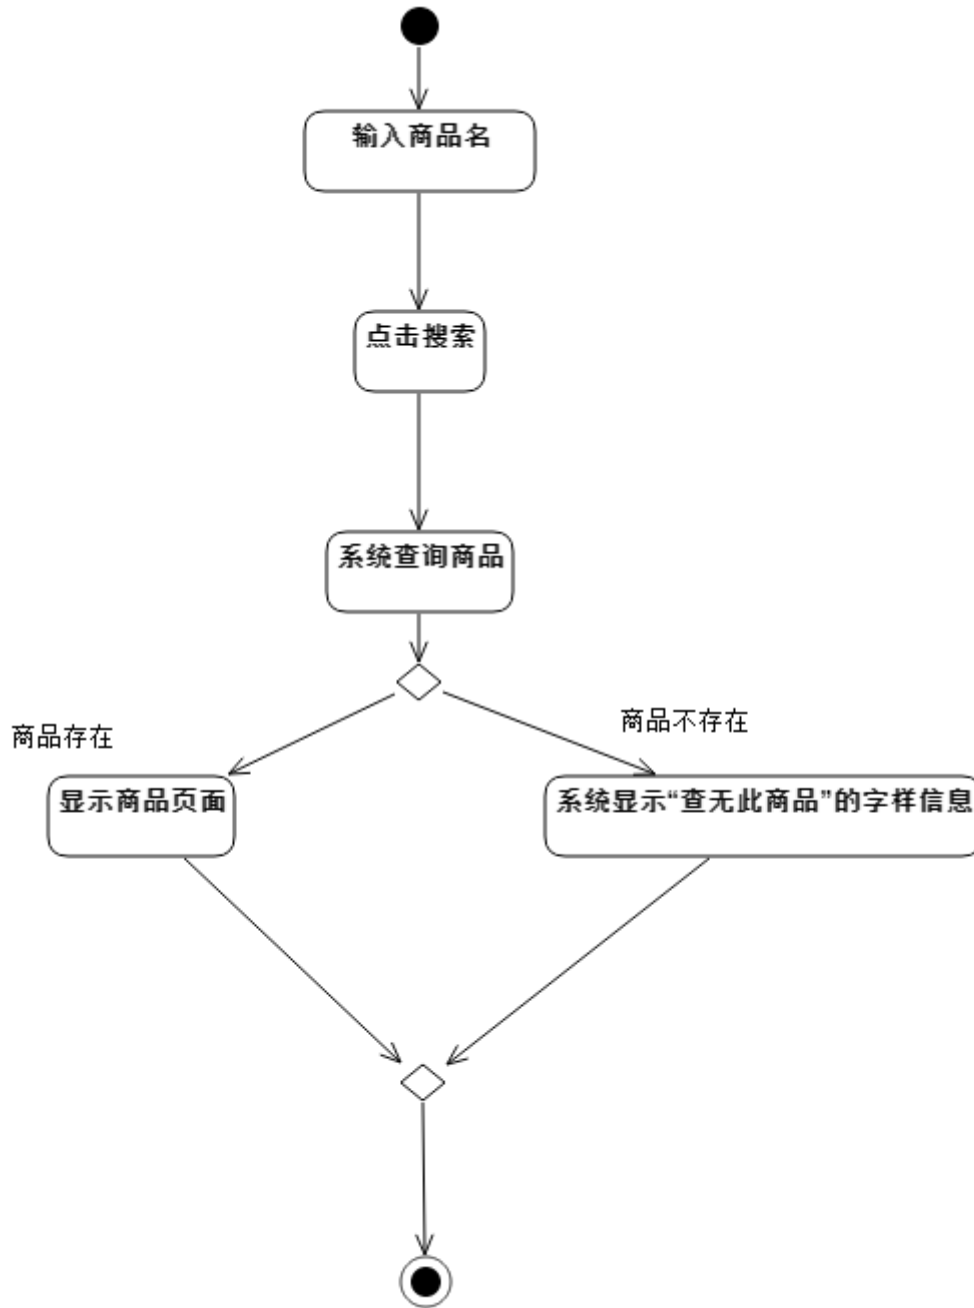 输入商品名
点击搜索
系统查询商品
商品存在
商品不存在
显示商品页面
系统显示“查无此商品”的字样信息